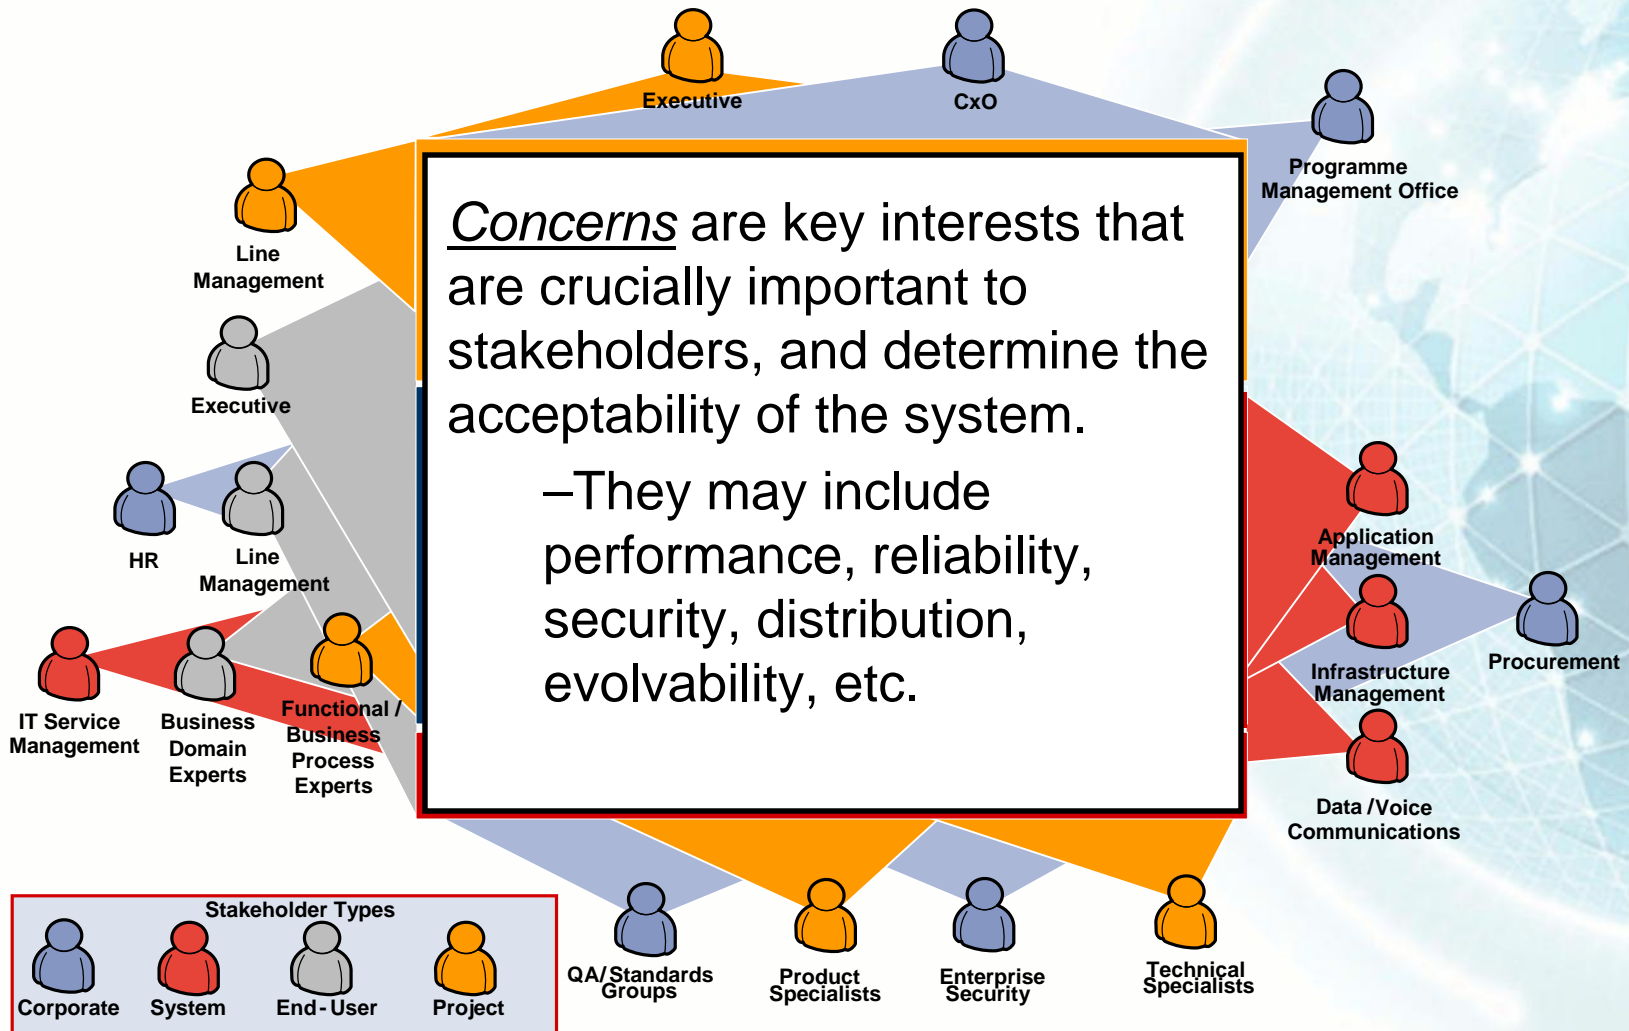 Executive
CxO
Programme
Management Office
Line
Management
Concerns are key interests that
are crucially important to
stakeholders, and determine the
acceptability of the system.
–They may include
performance, reliability,
security, distribution,
evolvability, etc.
Executive
HR
Line
Management
Application
Management
IT Service
Management
Business
Domain
Experts
Functional /
Business
Process
Experts
Infrastructure
Management
Procurement
Data / Voice
Communications
Stakeholder Types
Corporate
System
End-User
Project
QA/Standards
Groups
Product
Specialists
Enterprise
Security
Technical
Specialists